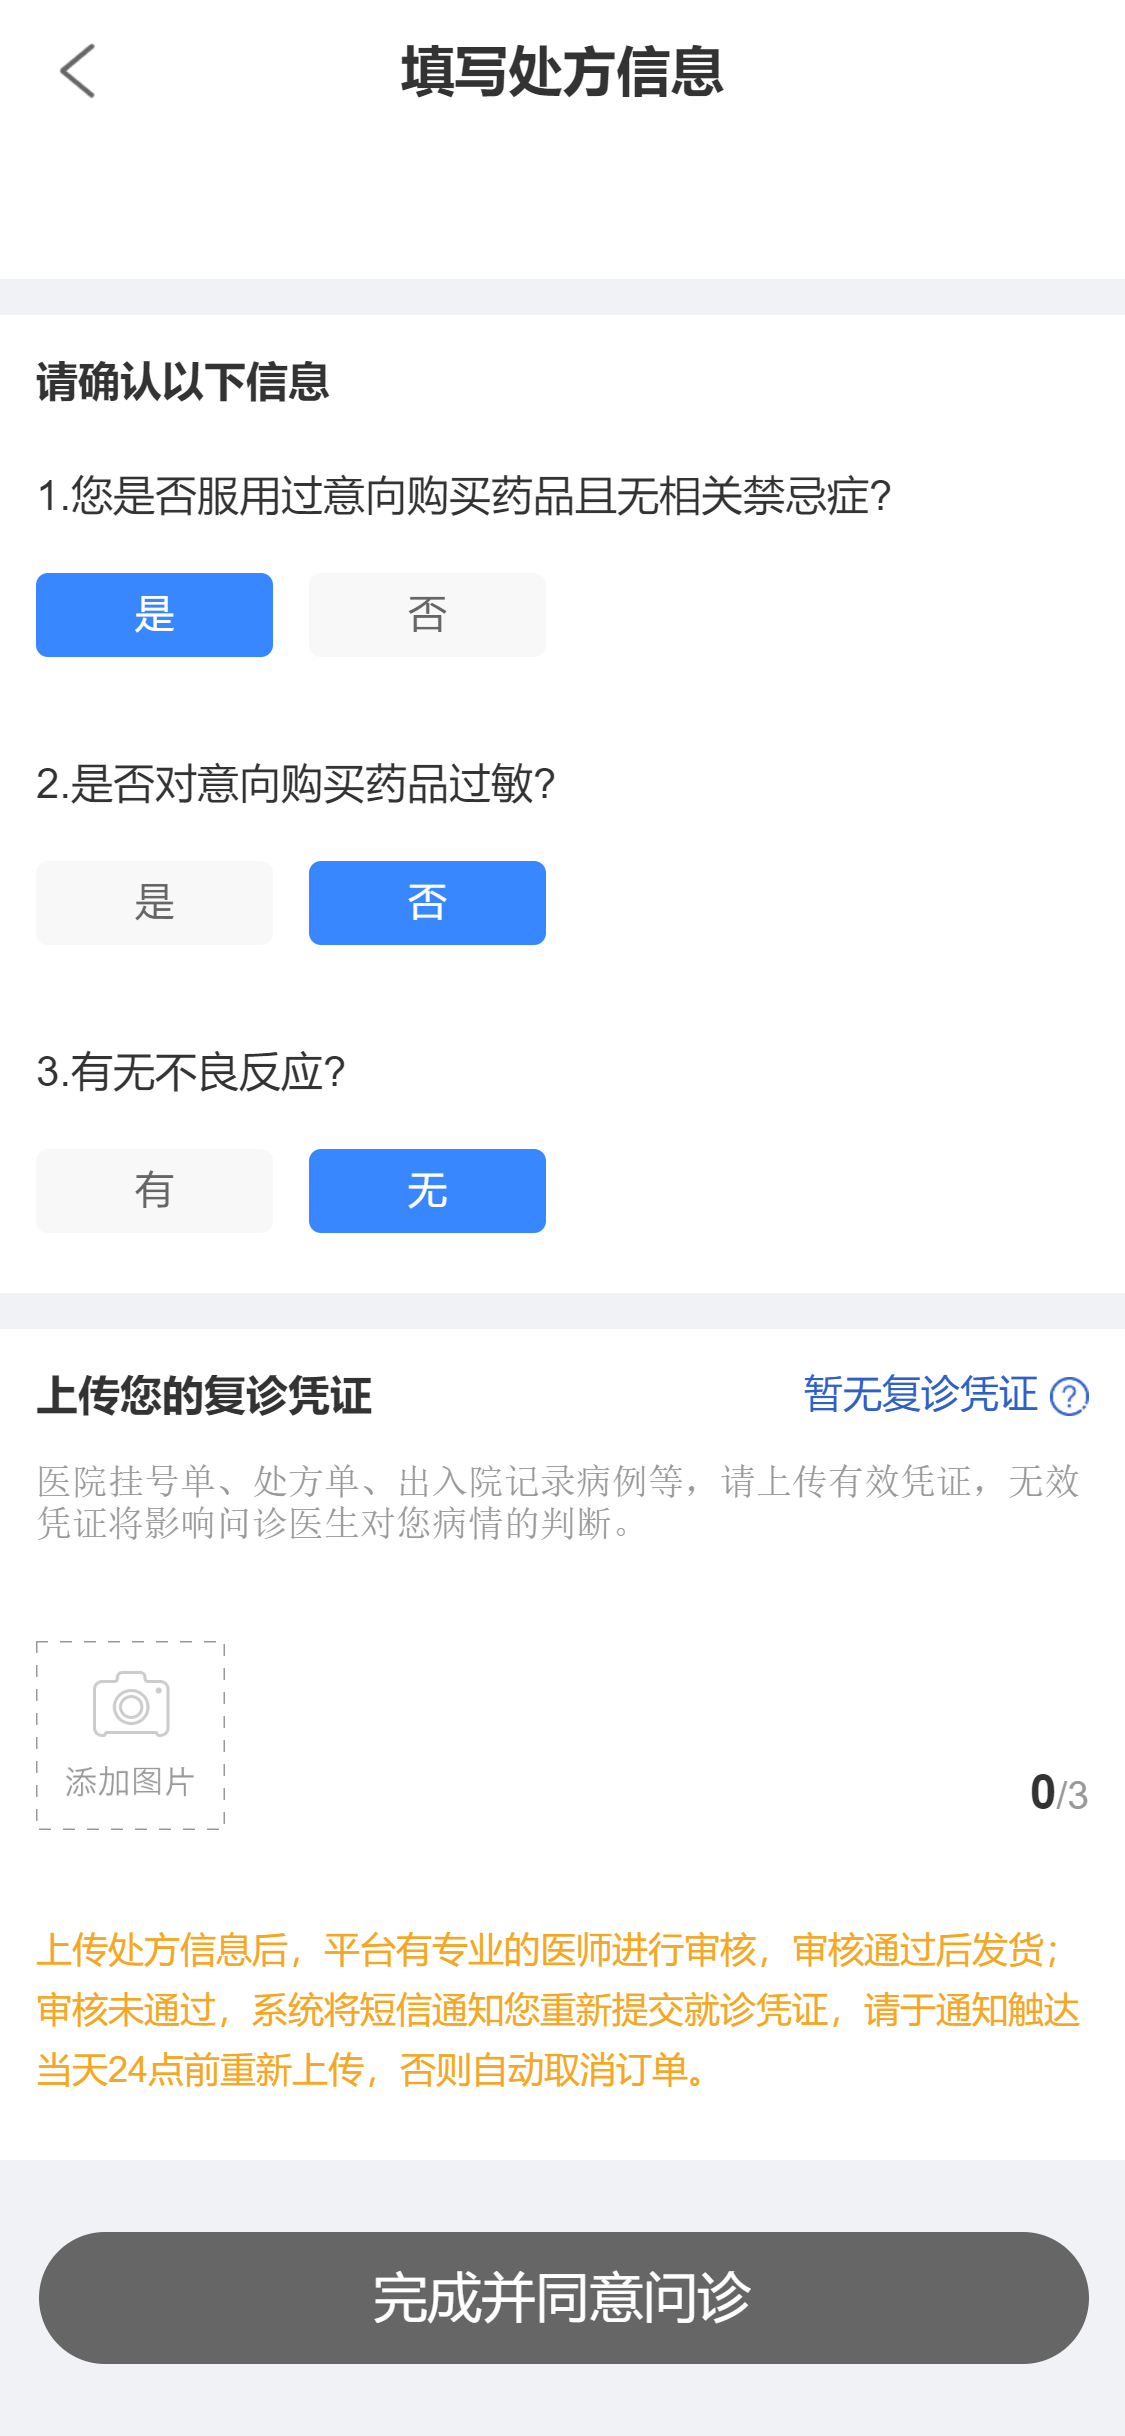 填写处方信息
请确认以下信息
1.您是否服用过意向购买药品且无相关禁忌症?
是 否
2.是否对意向购买药品过敏?
是 否
3.有无不良反应?
有 无
上传您的复诊凭证 暂无复诊凭证 ?
医院挂号单、处方单、出入院记录病例等，请上传有效凭证，无效
凭证将影响问诊医生对您病情的判断。
添加图片
0/3
上传处方信息后，平台有专业的医师进行审核，审核通过后发货；
审核未通过，系统将短信通知您重新提交就诊凭证，请于通知触达
当天24点前重新上传，否则自动取消订单。
完成并同意问诊